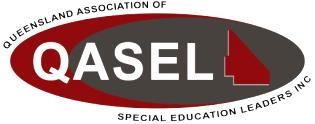 QUEENSLAND ASSOCIATION OF
QASEL
SPECIAL EDUCATION LEADERS INC